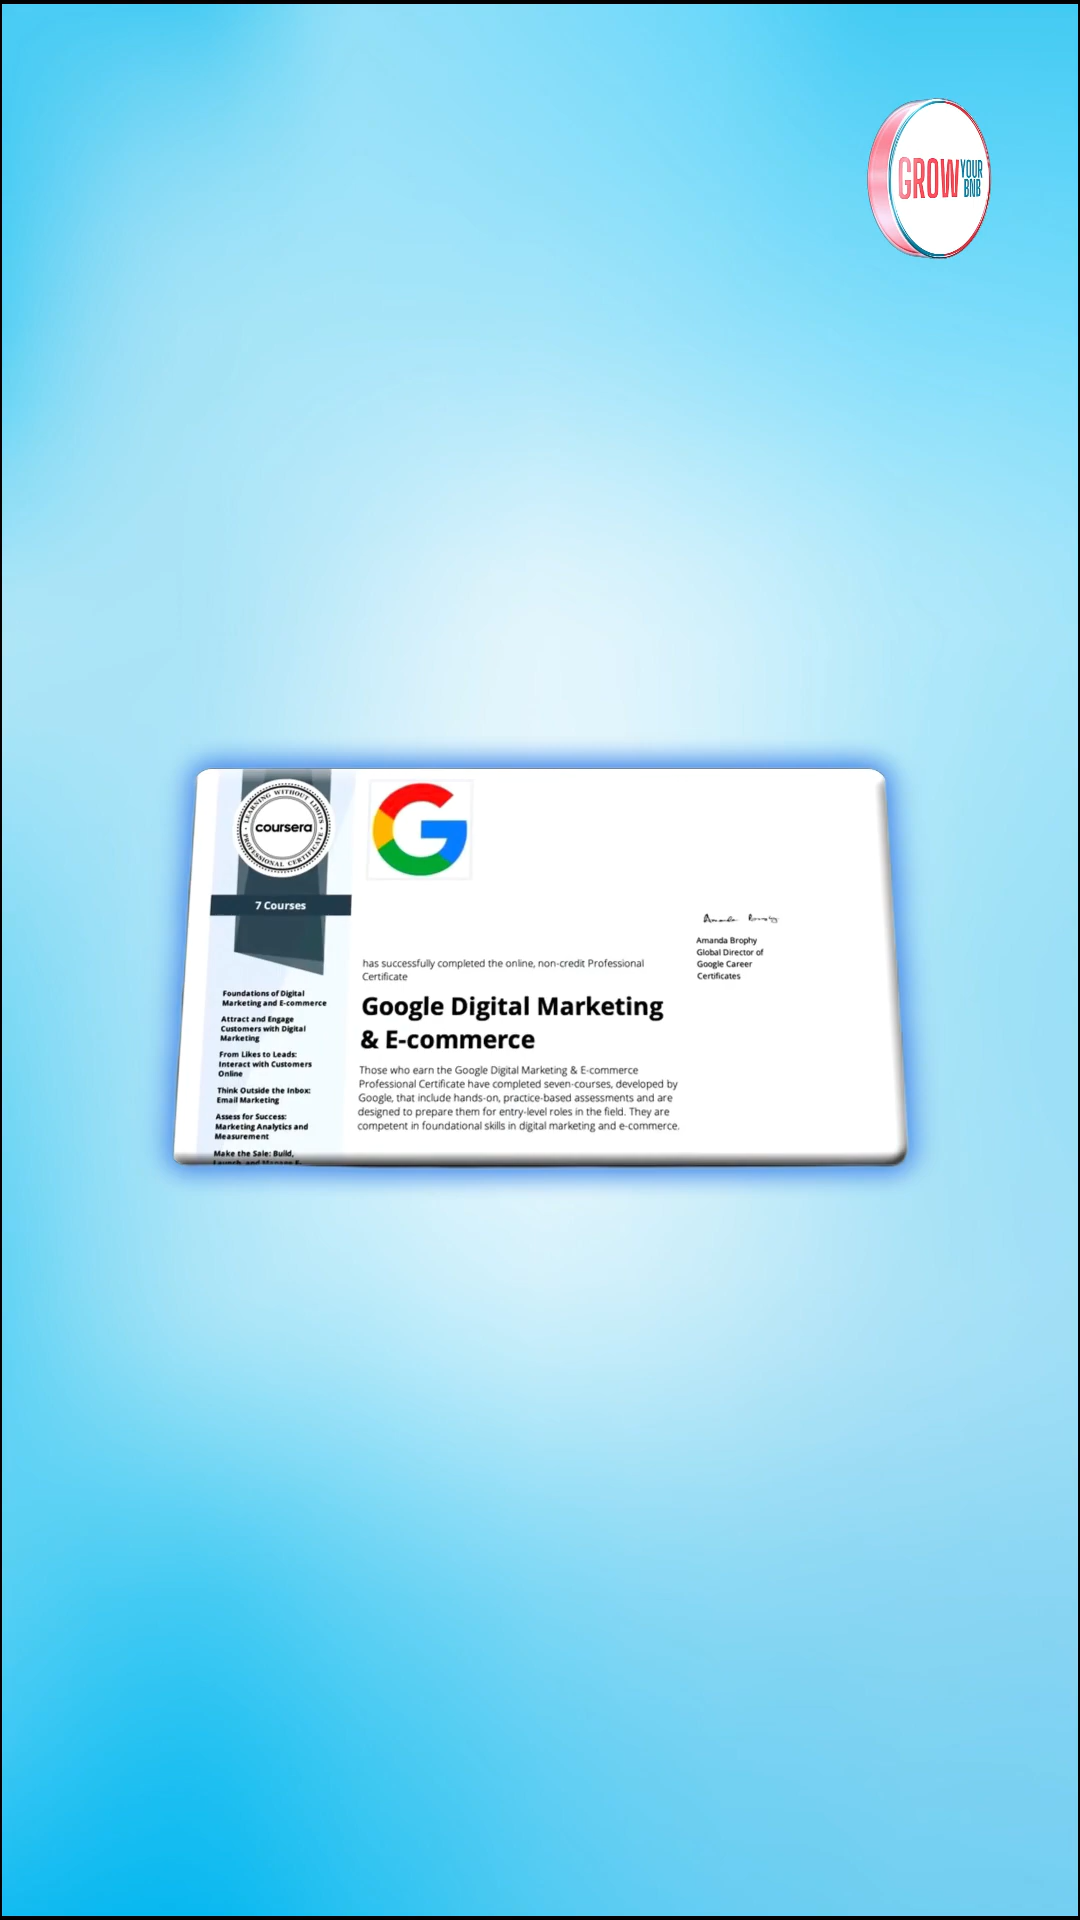 GROW YOUR
BNB
LEARNING WITHOUT LIMITS
coursera
PROFESSIONAL CERTIFICATE
7 Courses
Foundations of Digital
Marketing and E-commerce
Attract and Engage
Customers with Digital
Marketing
From Likes to Leads:
Interact with Customers
Online
Think Outside the Inbox:
Email Marketing
Assess for Success:
Marketing Analytics and
Measurement
Make the Sale: Build,
Launch, and Manage E-
G
has successfully completed the online, non-credit Professional
Certificate
Google Digital Marketing
& E-commerce
Those who earn the Google Digital Marketing & E-commerce
Professional Certificate have completed seven-courses, developed by
Google, that include hands-on, practice-based assessments and are
designed to prepare them for entry-level roles in the field. They are
competent in foundational skills in digital marketing and e-commerce.
Amanda Brophy
Amanda Brophy
Global Director of
Google Career
Certificates